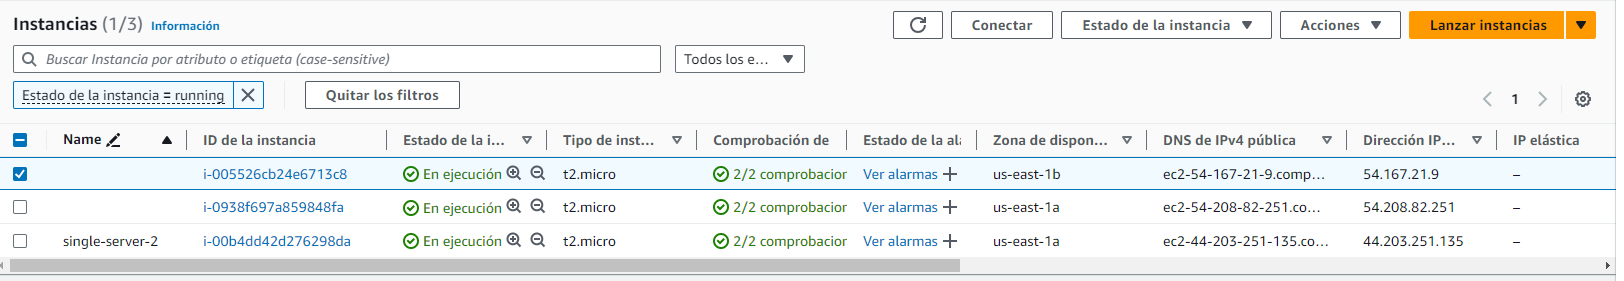 Instancias (1/3) Información
Conectar
Estado de la instancia
Acciones
Lanzar instancias
Buscar Instancia por atributo o etiqueta (case-sensitive)
Todos los e...
Estado de la instancia = running
Quitar los filtros
1
Name ID de la instancia Estado de la i... Tipo de inst... Comprobación de Estado de la ala Zona de dispon... DNS de IPv4 pública Dirección IP... IP elástica
i-005526cb24e6713c8 En ejecución t2.micro 2/2 comprobacion Ver alarmas + us-east-1b ec2-54-167-21-9.comp... 54.167.21.9 –
i-0938f697a859848fa En ejecución t2.micro 2/2 comprobacion Ver alarmas + us-east-1a ec2-54-208-82-251.co... 54.208.82.251 –
single-server-2 i-00b4dd42d276298da En ejecución t2.micro 2/2 comprobacion Ver alarmas + us-east-1a ec2-44-203-251-135.co... 44.203.251.135 –